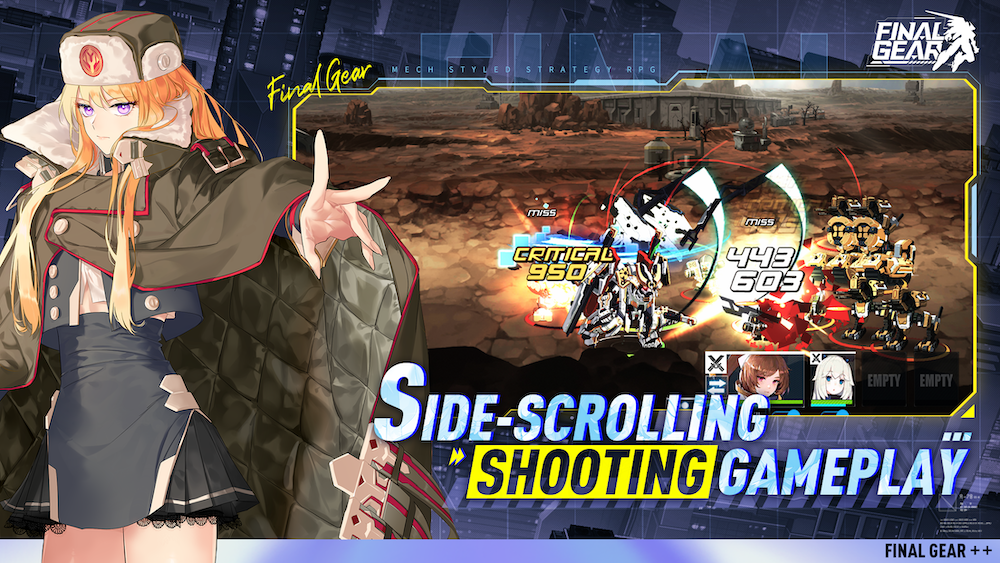 FINAL
GEAR
Final Gear
MECH STYLED STRATEGY RPG
MISS
MISS
CRITICAL
950
443
603
EMPTY
EMPTY
SIDE-SCROLLING
SHOOTING GAMEPLAY
FINAL GEAR ++